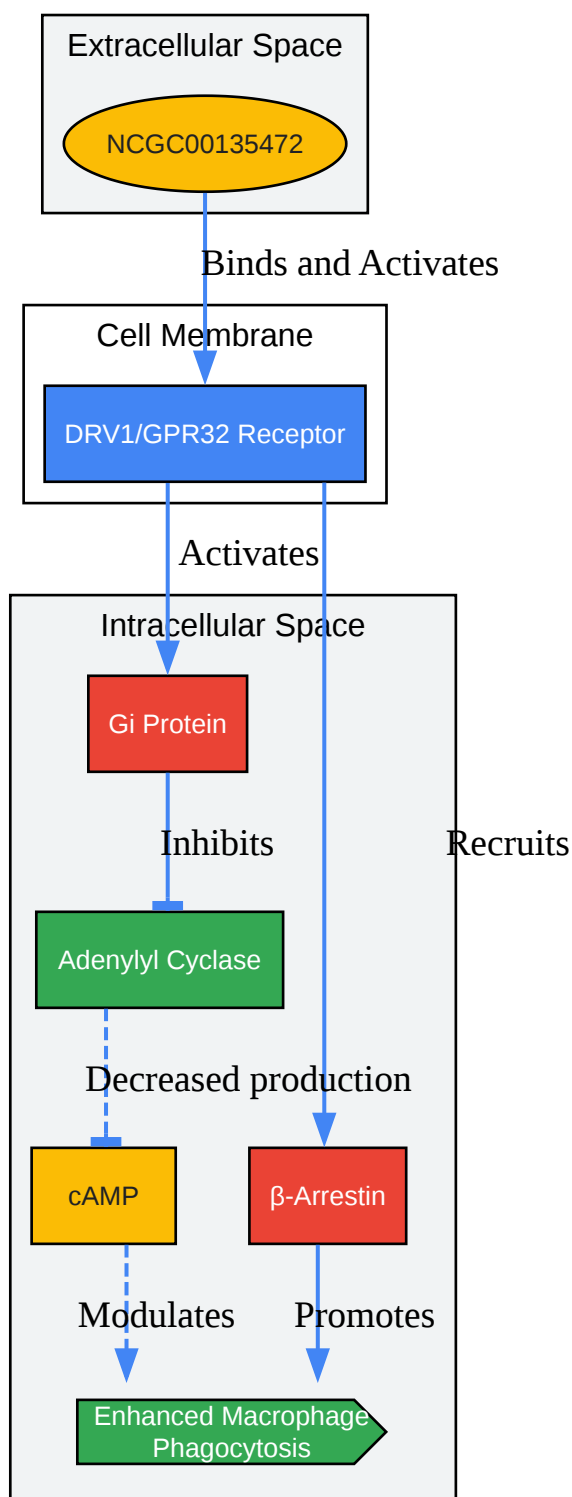 Extracellular Space
NCGC00135472
Binds and Activates
Cell Membrane
DRV1/GPR32 Receptor
Activates
Intracellular Space
Gi Protein
Inhibits
Recruits
Adenylyl Cyclase
Decreased production
cAMP
β-Arrestin
Modulates
Promotes
Enhanced Macrophage
Phagocytosis